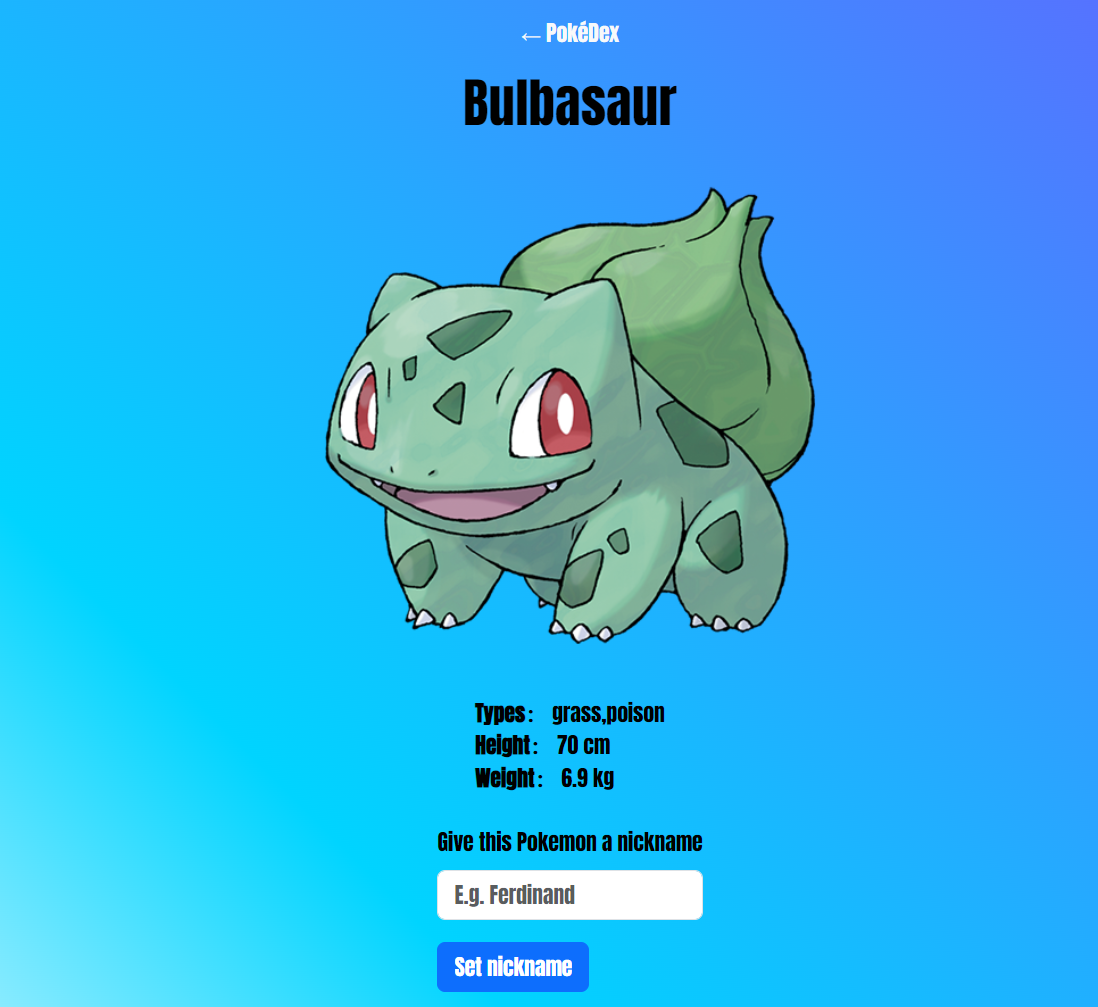 ← PokéDex
Bulbasaur
Types: grass,poison
Height: 70 cm
Weight: 6.9 kg
Give this Pokemon a nickname
E.g. Ferdinand
Set nickname